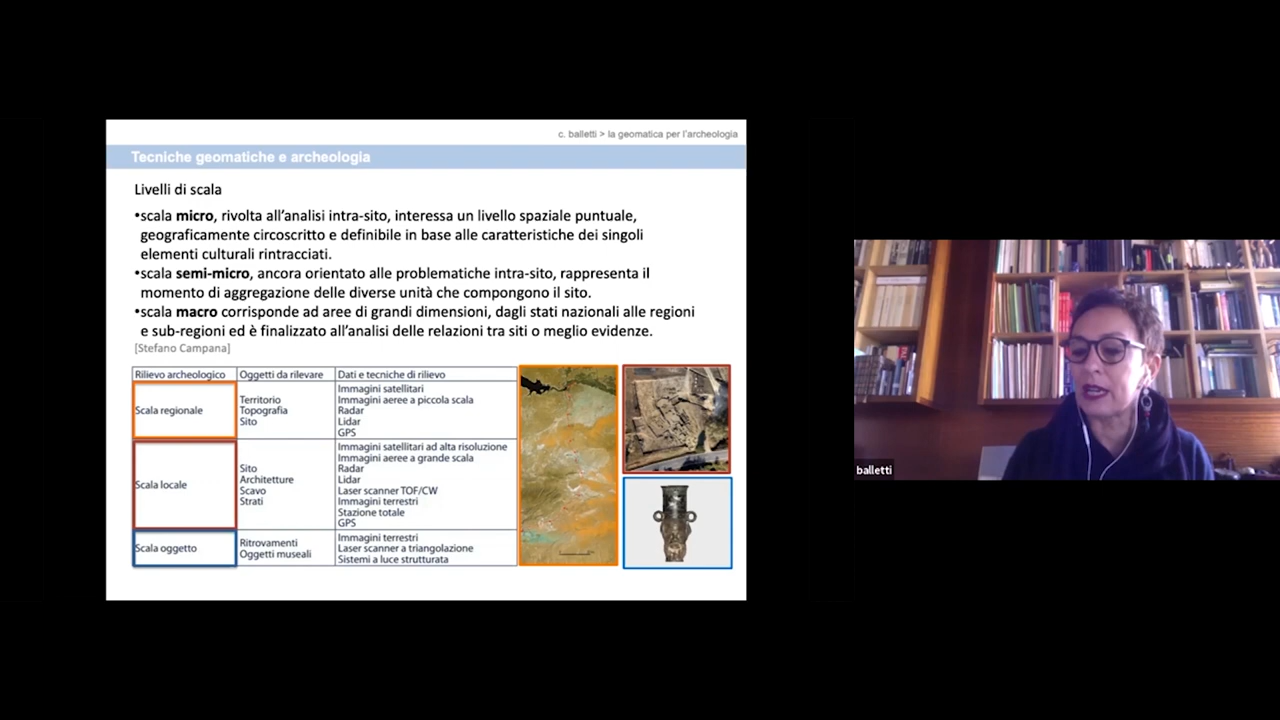 c. balletti > la geomatica per l'archeologia
Tecniche geomatiche e archeologia
Livelli di scala
•scala micro, rivolta all'analisi intra-sito, interessa un livello spaziale puntuale,
geograficamente circoscritto e definibile in base alle caratteristiche dei singoli
elementi culturali rintracciati.
•scala semi-micro, ancora orientato alle problematiche intra-sito, rappresenta il
momento di aggregazione delle diverse unità che compongono il sito.
•scala macro corrisponde ad aree di grandi dimensioni, dagli stati nazionali alle regioni
e sub-regioni ed è finalizzato all'analisi delle relazioni tra siti o meglio evidenze.
[Stefano Campana]
Rilievo archeologico Oggetti da rilevare Dati e tecniche di rilievo
Scala regionale
Territorio
Topografia
Sito
Immagini satellitari
Immagini aeree a piccola scala
Radar
Lidar
GPS
Scala locale
Sito
Architetture
Scavo
Strati
Immagini satellitari ad alta risoluzione
Immagini aeree a grande scala
Radar
Lidar
Laser scanner TOF/CW
Immagini terrestri
Stazione totale
GPS
Scala oggetto
Ritrovamenti
Oggetti museali
Immagini terrestri
Laser scanner a triangolazione
Sistemi a luce strutturata
balletti